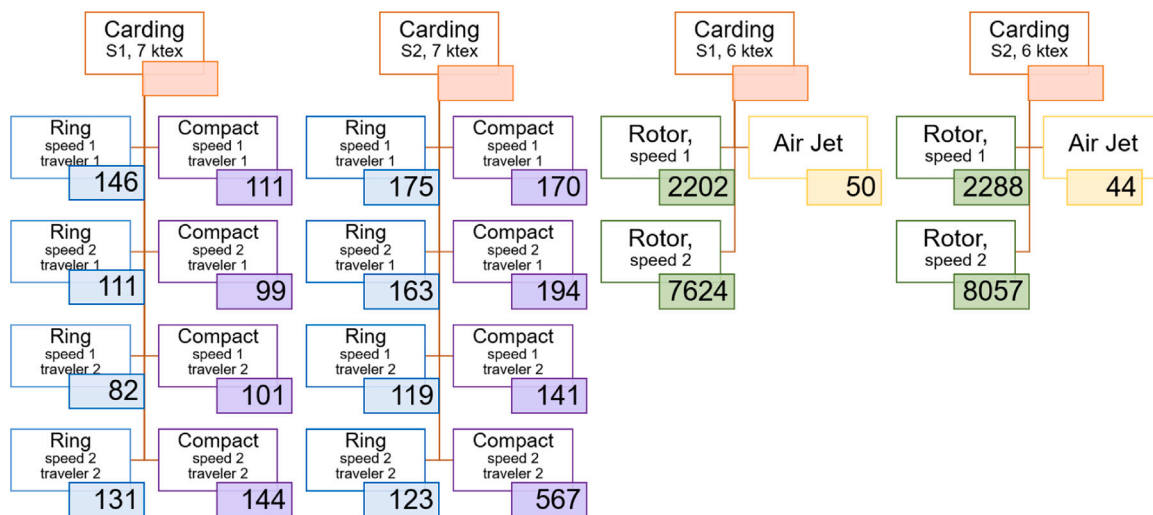 Carding
S1, 7 ktex
Ring
speed 1
traveler 1
146
Compact
speed 1
traveler 1
111
Ring
speed 2
traveler 1
111
Compact
speed 2
traveler 1
99
Ring
speed 1
traveler 2
82
Compact
speed 1
traveler 2
101
Ring
speed 2
traveler 2
131
Compact
speed 2
traveler 2
144
Carding
S2, 7 ktex
Ring
speed 1
traveler 1
175
Compact
speed 1
traveler 1
170
Ring
speed 2
traveler 1
163
Compact
speed 2
traveler 1
194
Ring
speed 1
traveler 2
119
Compact
speed 1
traveler 2
141
Ring
speed 2
traveler 2
123
Compact
speed 2
traveler 2
567
Carding
S1, 6 ktex
Rotor,
speed 1
2202
Air Jet
50
Rotor,
speed 2
7624
Carding
S2, 6 ktex
Rotor,
speed 1
2288
Air Jet
44
Rotor,
speed 2
8057